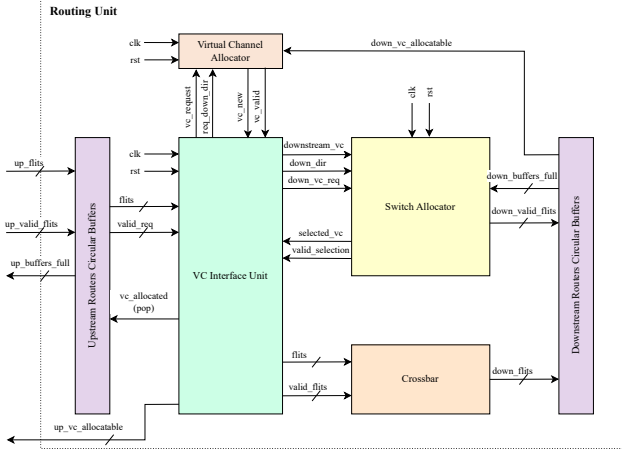 Routing Unit
clk
rst
Virtual Channel
Allocator
down_vc_allocatable
vc_request
req_down_dir
vc_new
vc_valid
clk
rst
up_flits
up_valid_flits
up_buffers_full
Upstream Routers Circular Buffers
clk
rst
flits
valid_req
vc_allocated
(pop)
VC Interface Unit
downstream_vc
down_dir
down_vc_req
selected_vc
valid_selection
Switch Allocator
down_buffers_full
down_valid_flits
Downstream Routers Circular Buffers
flits
valid_flits
Crossbar
down_flits
up_vc_allocatable